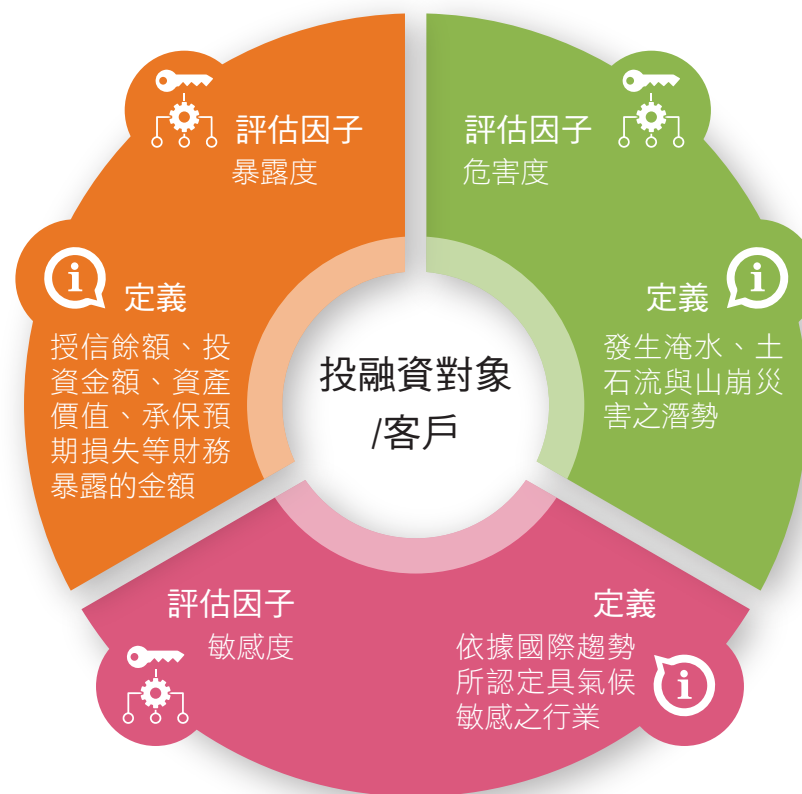 評估因子
暴露度
定義
授信餘額、投
資金額、資產
價值、承保預
期損失等財務
暴露的金額
評估因子
危害度
定義
發生淹水、土
石流與山崩災
害之潛勢
投融資對象
/客戶
評估因子
敏感度
定義
依據國際趨勢
所認定具氣候
敏感之行業